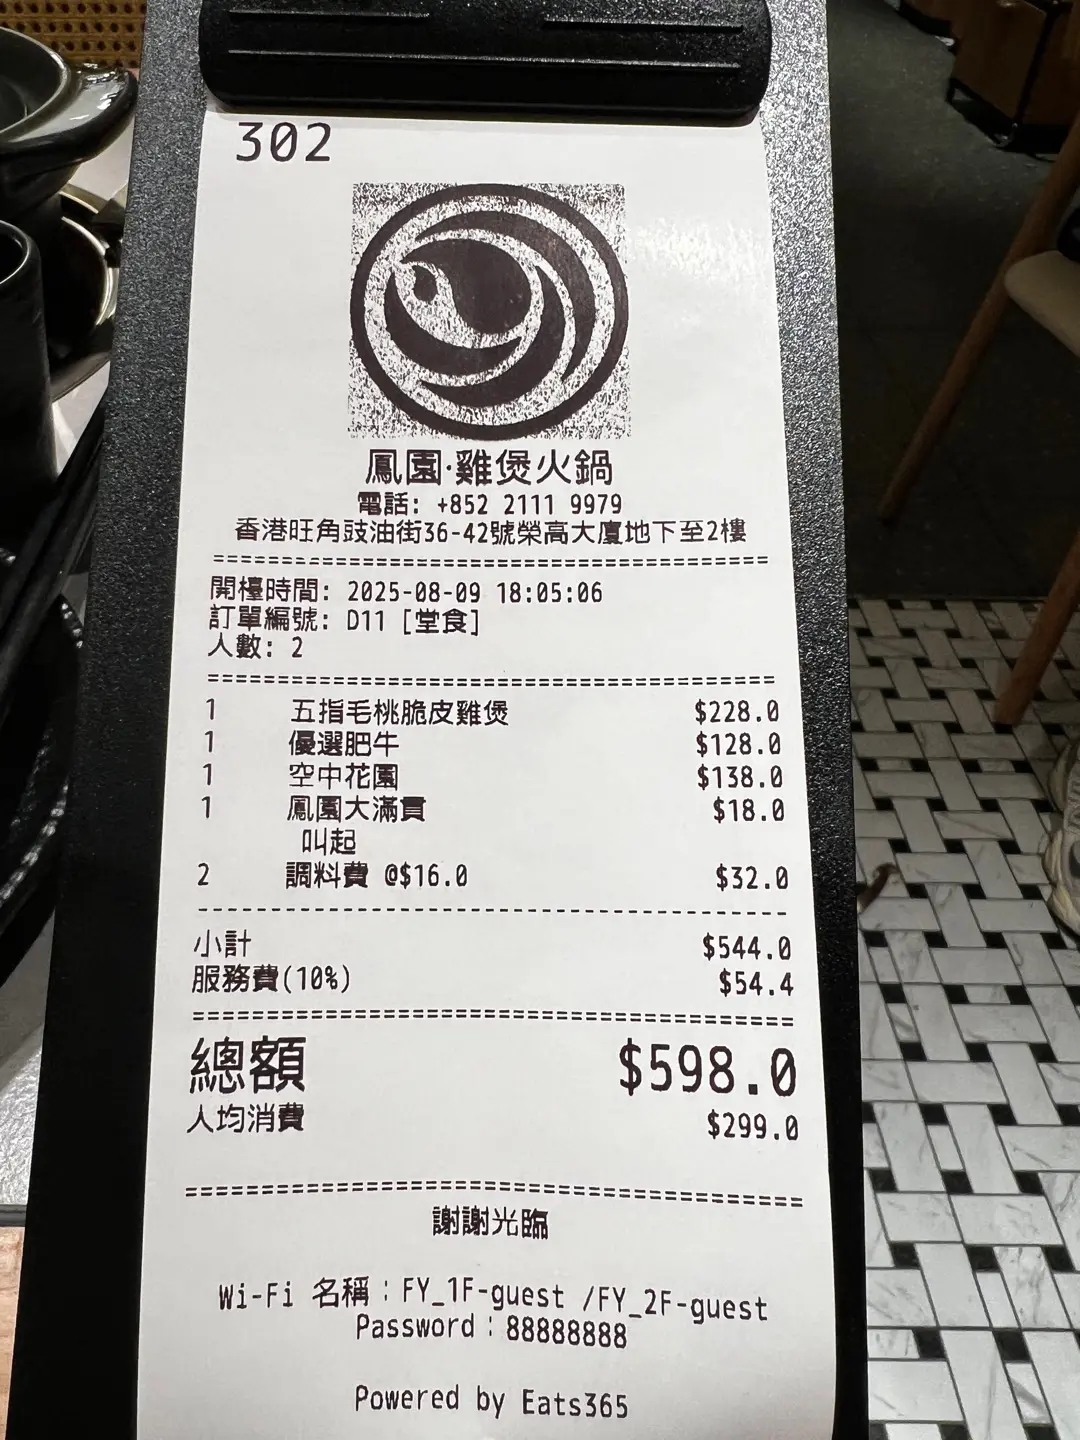 302
鳳園·雞煲火鍋
電話: +852 2111 9979
香港旺角豉油街36-42號榮高大廈地下至2樓
開檯時間: 2025-08-09 18:05:06
訂單編號: D11 [堂食]
人數: 2
1 五指毛桃脆皮雞煲 $228.0
1 優選肥牛 $128.0
1 空中花園 $138.0
1 鳳園大滿貫 $18.0
叫起
2 調料費 @$16.0 $32.0
小計 $544.0
服務費(10%) $54.4
總額 $598.0
人均消費 $299.0
謝謝光臨
Wi-Fi 名稱：FY_1F-guest /FY_2F-guest
Password：88888888
Powered by Eats365